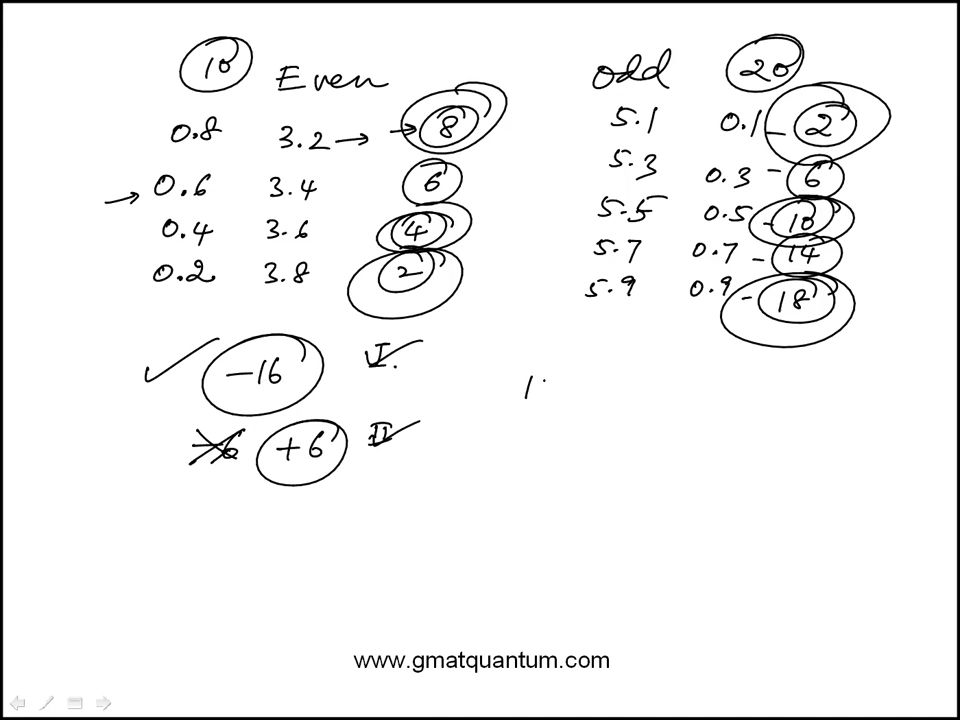 10 Even Odd 20
0.8 3.2 → → 8 5.1 0.1 - 2
→ 0.6 3.4 6 5.3 0.3 - 6
0.4 3.6 4 5.5 0.5 - 10
0.2 3.8 2 5.7 0.7 - 14
5.9 0.9 - 18
✓ -16 I. ✓
-6 +6 II ✓
www.gmatquantum.com